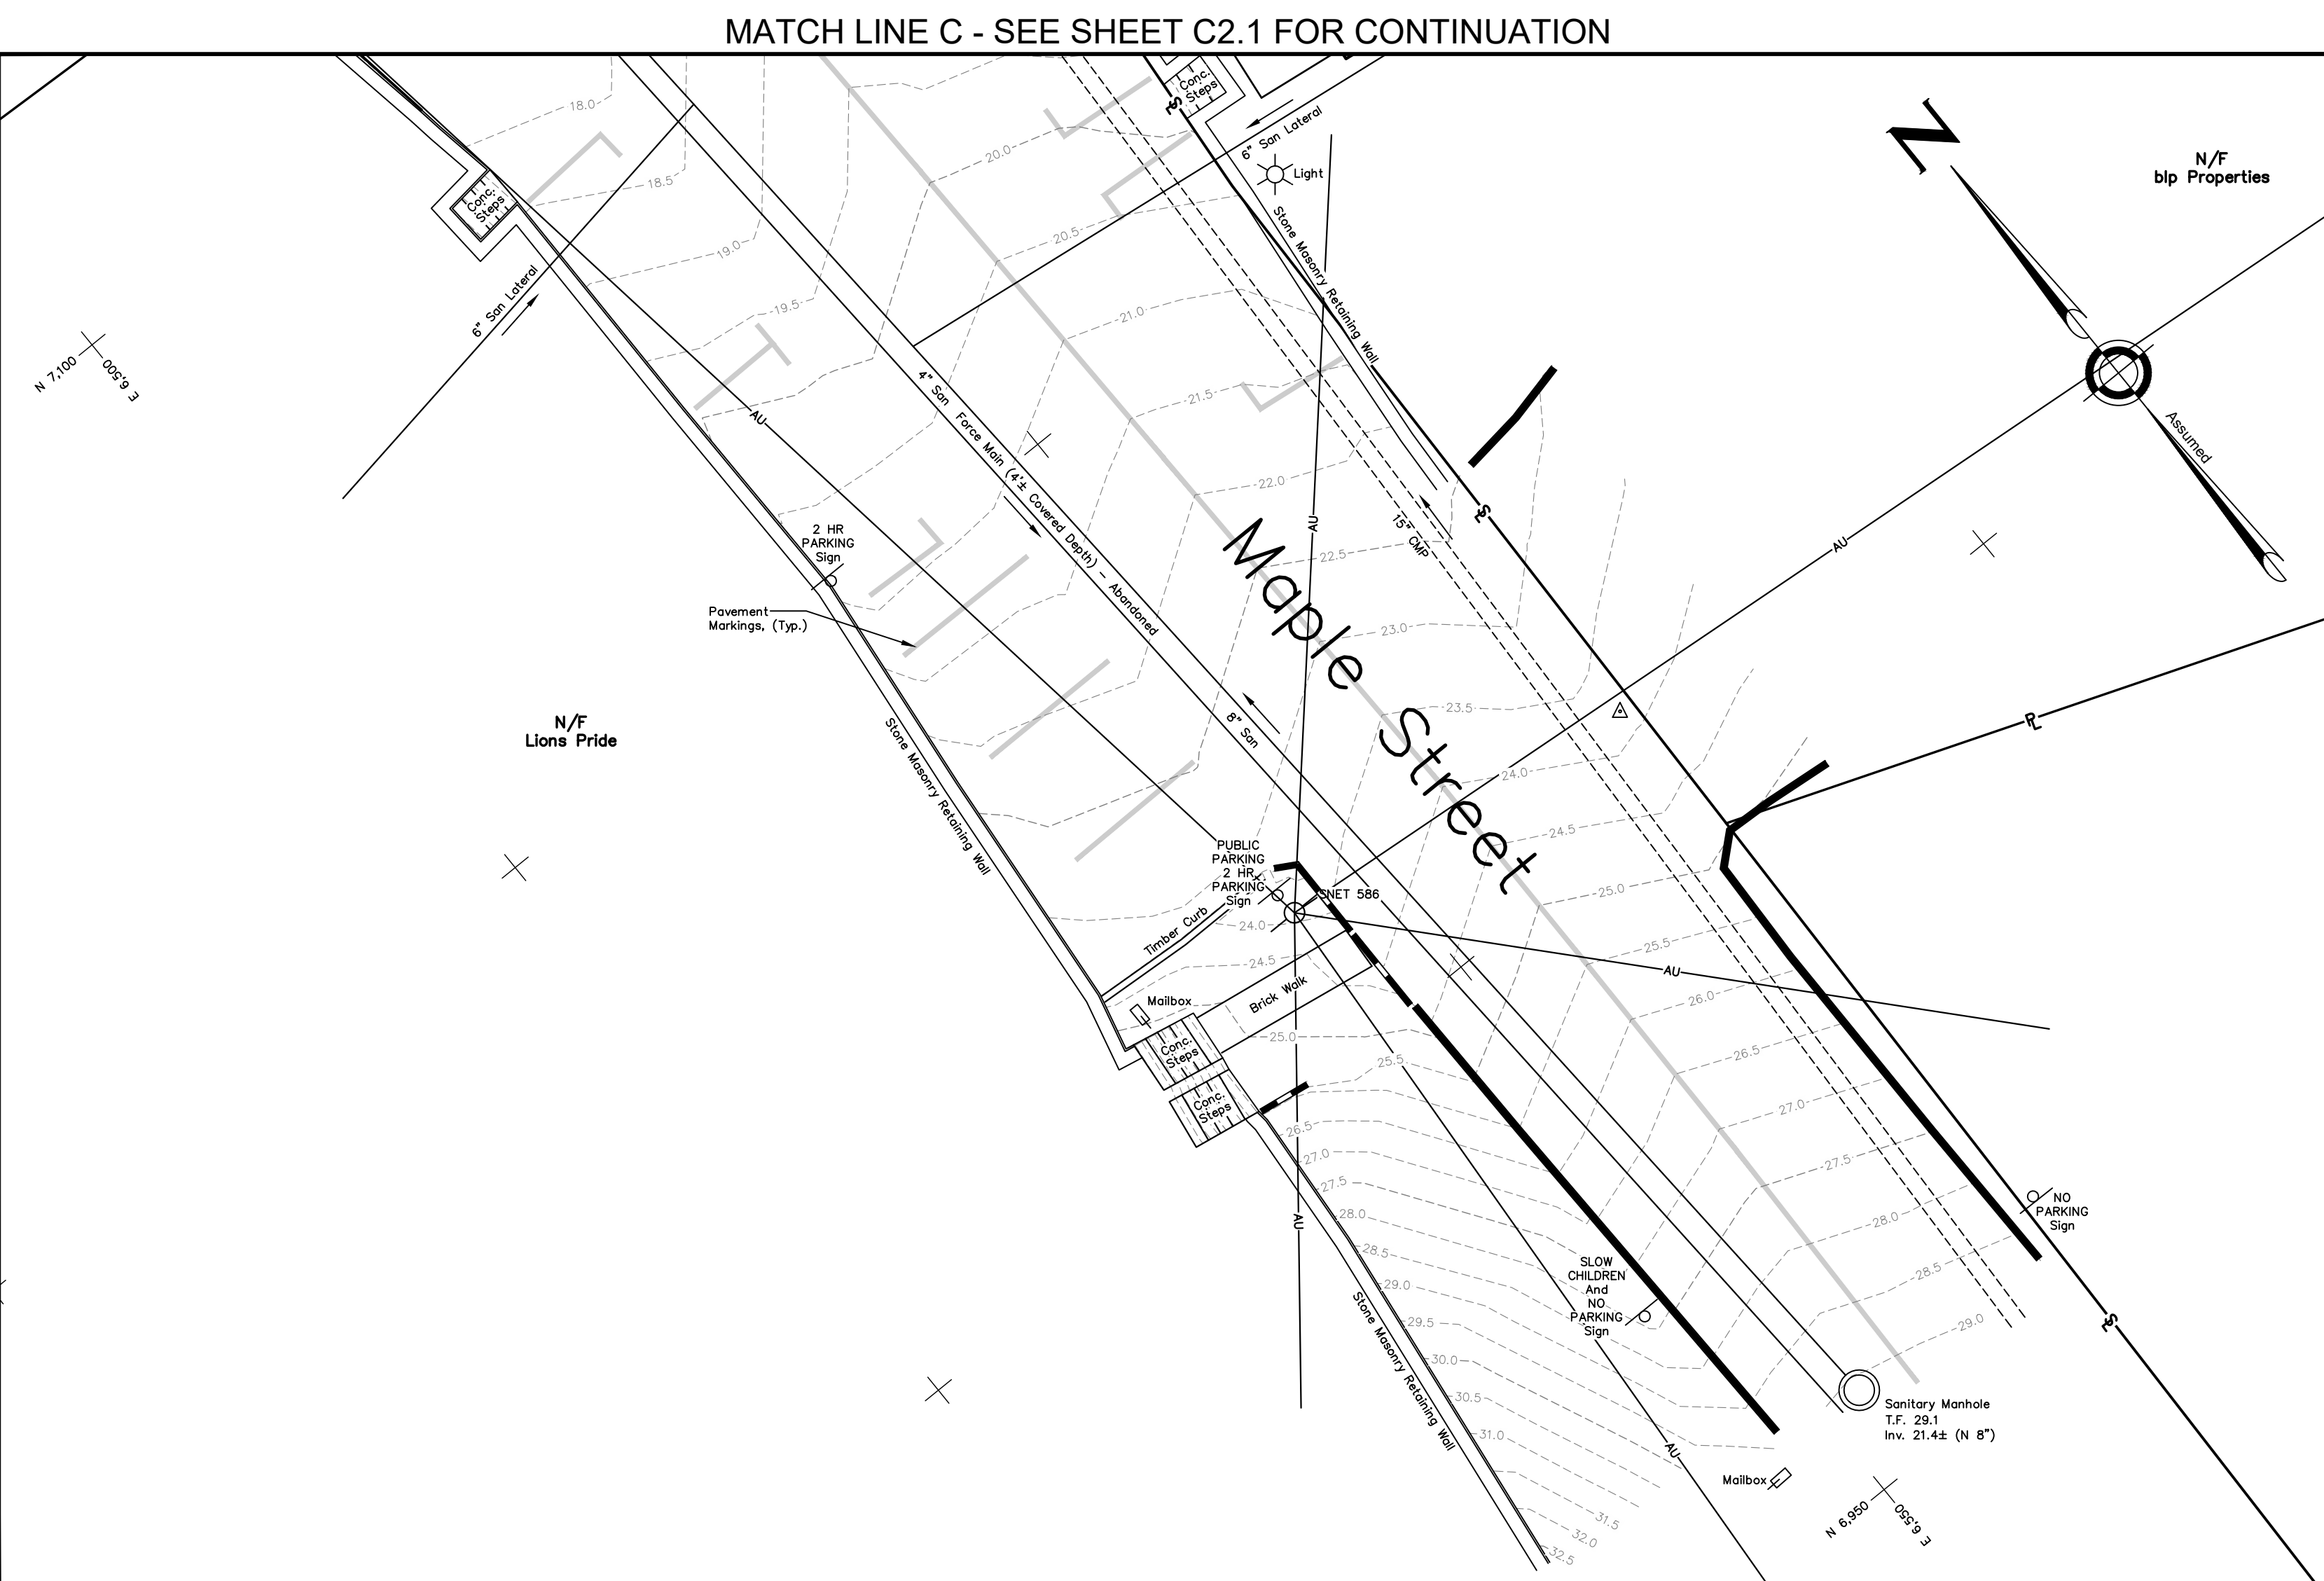 MATCH LINE C - SEE SHEET C2.1 FOR CONTINUATION
Conc.
Steps
SL
18.0
6" San Lateral
N
N/F
blp Properties
20.0
Light
18.5
Conc.
Steps
Stone Masonry Retaining Wall
20.5
19.0
6" San Lateral
19.5
21.0
N 7,100
E 6,500
4" San Force Main (4'± Covered Depth) - Abandoned
21.5
AU
Assumed
22.0
SL
AU
15" CMP
2 HR
PARKING
Sign
22.5
AU
Maple Street
Pavement
Markings, (Typ.)
23.0
23.5
8" San
PL
N/F
Lions Pride
Stone Masonry Retaining Wall
24.0
24.5
PUBLIC
PARKING
2 HR
PARKING
Sign
SNET 586
25.0
Timber Curb
24.0
25.5
24.5
AU
Brick Walk
Mailbox
26.0
25.0
Conc.
Steps
25.5
26.5
Conc.
Steps
27.0
26.5
27.0
27.5
27.5
NO
PARKING
Sign
28.0
AU
28.0
28.5
SLOW
CHILDREN
And
NO
PARKING
Sign
28.5
29.0
29.0
SL
29.5
Stone Masonry Retaining Wall
30.0
30.5
Sanitary Manhole
T.F. 29.1
Inv. 21.4± (N 8")
31.0
AU
Mailbox
N 6,950
E 6,550
31.5
32.0
32.5